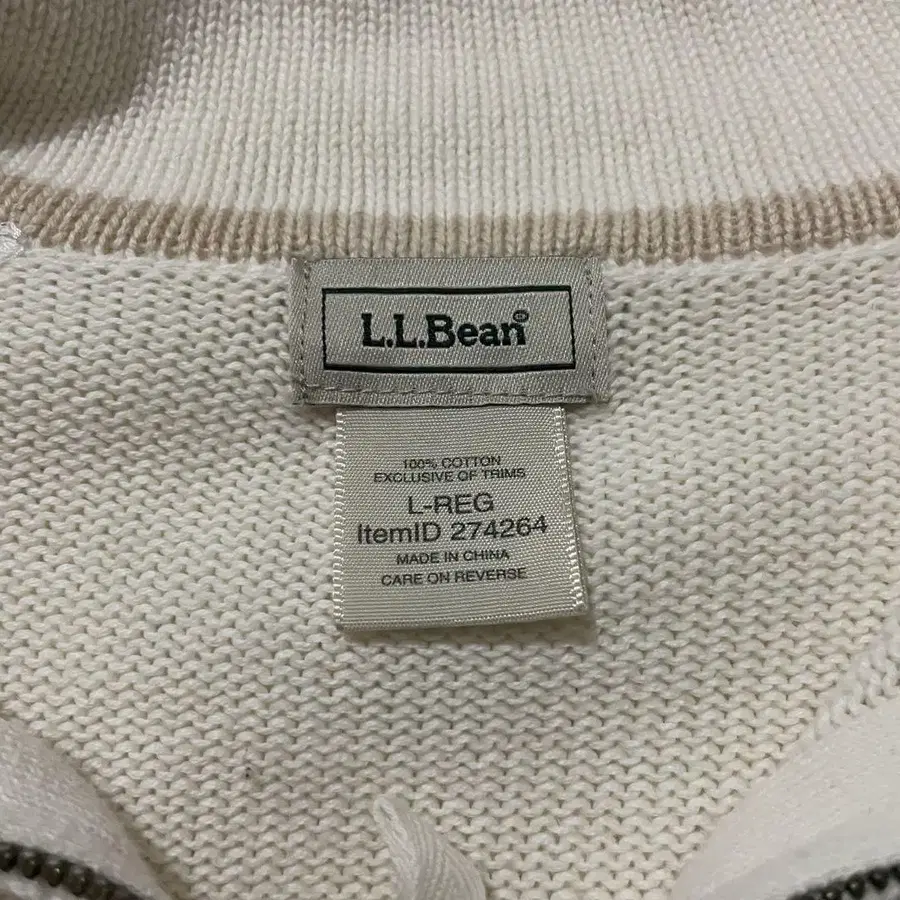 L.L.Bean®
100% COTTON
EXCLUSIVE OF TRIMS
L-REG
ItemID 274264
MADE IN CHINA
CARE ON REVERSE